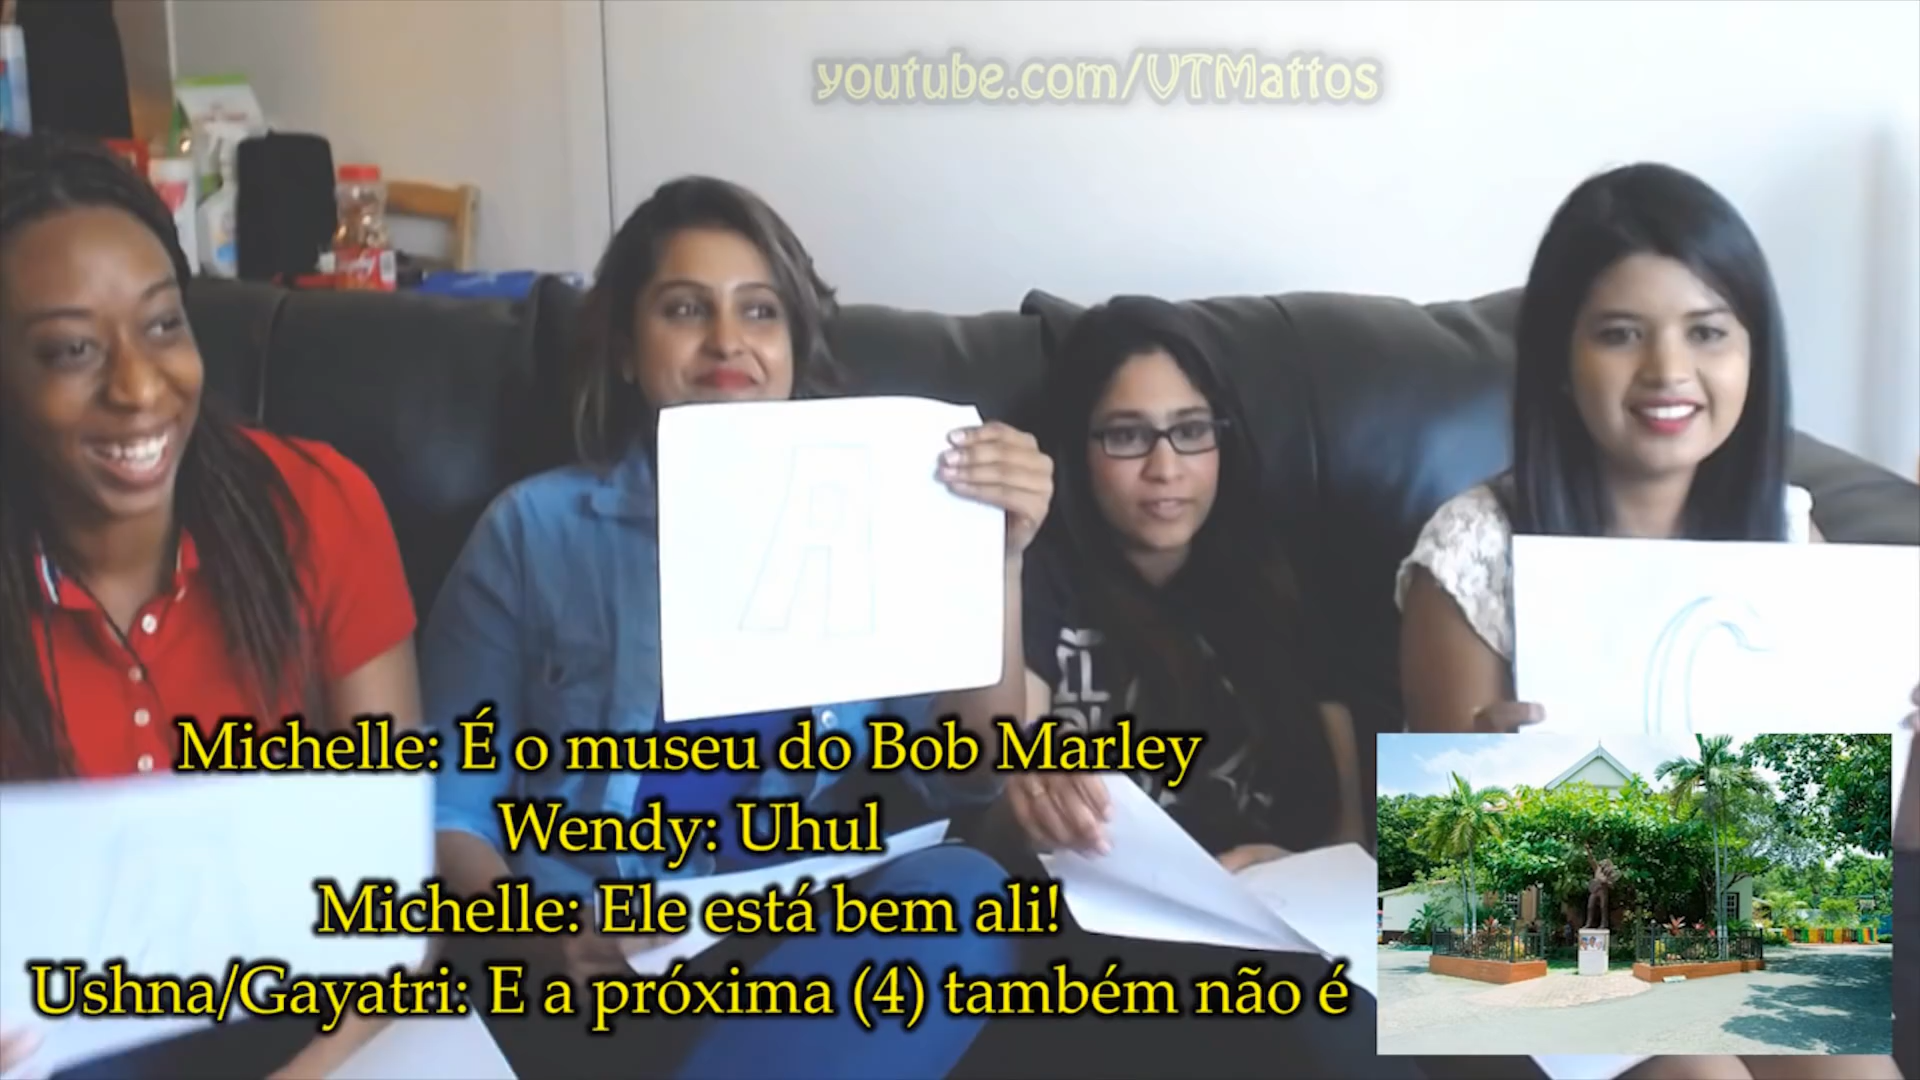 youtube.com/VTMattos
A
C
Michelle: É o museu do Bob Marley
Wendy: Uhul
Michelle: Ele está bem ali!
Ushna/Gayatri: E a próxima (4) também não é